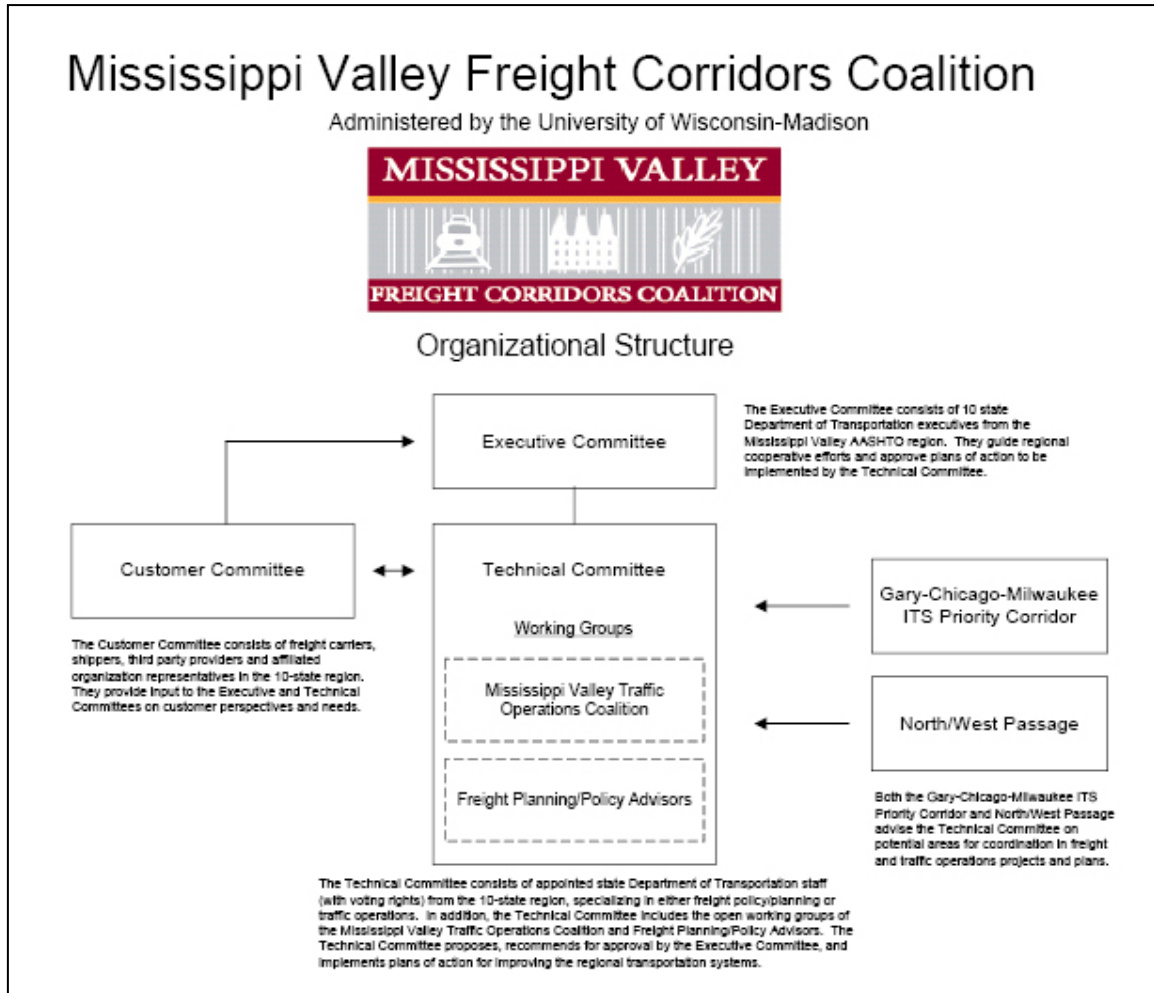 Mississippi Valley Freight Corridors Coalition
Administered by the University of Wisconsin-Madison
MISSISSIPPI VALLEY
FREIGHT CORRIDORS COALITION
Organizational Structure
Executive Committee
The Executive Committee consists of 10 state
Department of Transportation executives from the
Mississippi Valley AASHTO region. They guide regional
cooperative efforts and approve plans of action to be
implemented by the Technical Committee.
Customer Committee
The Customer Committee consists of freight carriers,
shippers, third party providers and affiliated
organization representatives in the 10-state region.
They provide input to the Executive and Technical
Committees on customer perspectives and needs.
Technical Committee
Working Groups
Mississippi Valley Traffic
Operations Coalition
Freight Planning/Policy Advisors
Gary-Chicago-Milwaukee
ITS Priority Corridor
North/West Passage
Both the Gary-Chicago-Milwaukee ITS
Priority Corridor and North/West Passage
advise the Technical Committee on
potential areas for coordination in freight
and traffic operations projects and plans.
The Technical Committee consists of appointed state Department of Transportation staff
(with voting rights) from the 10-state region, specializing in either freight policy/planning or
traffic operations. In addition, the Technical Committee includes the open working groups of
the Mississippi Valley Traffic Operations Coalition and Freight Planning/Policy Advisors. The
Technical Committee proposes, recommends for approval by the Executive Committee, and
implements plans of action for improving the regional transportation systems.